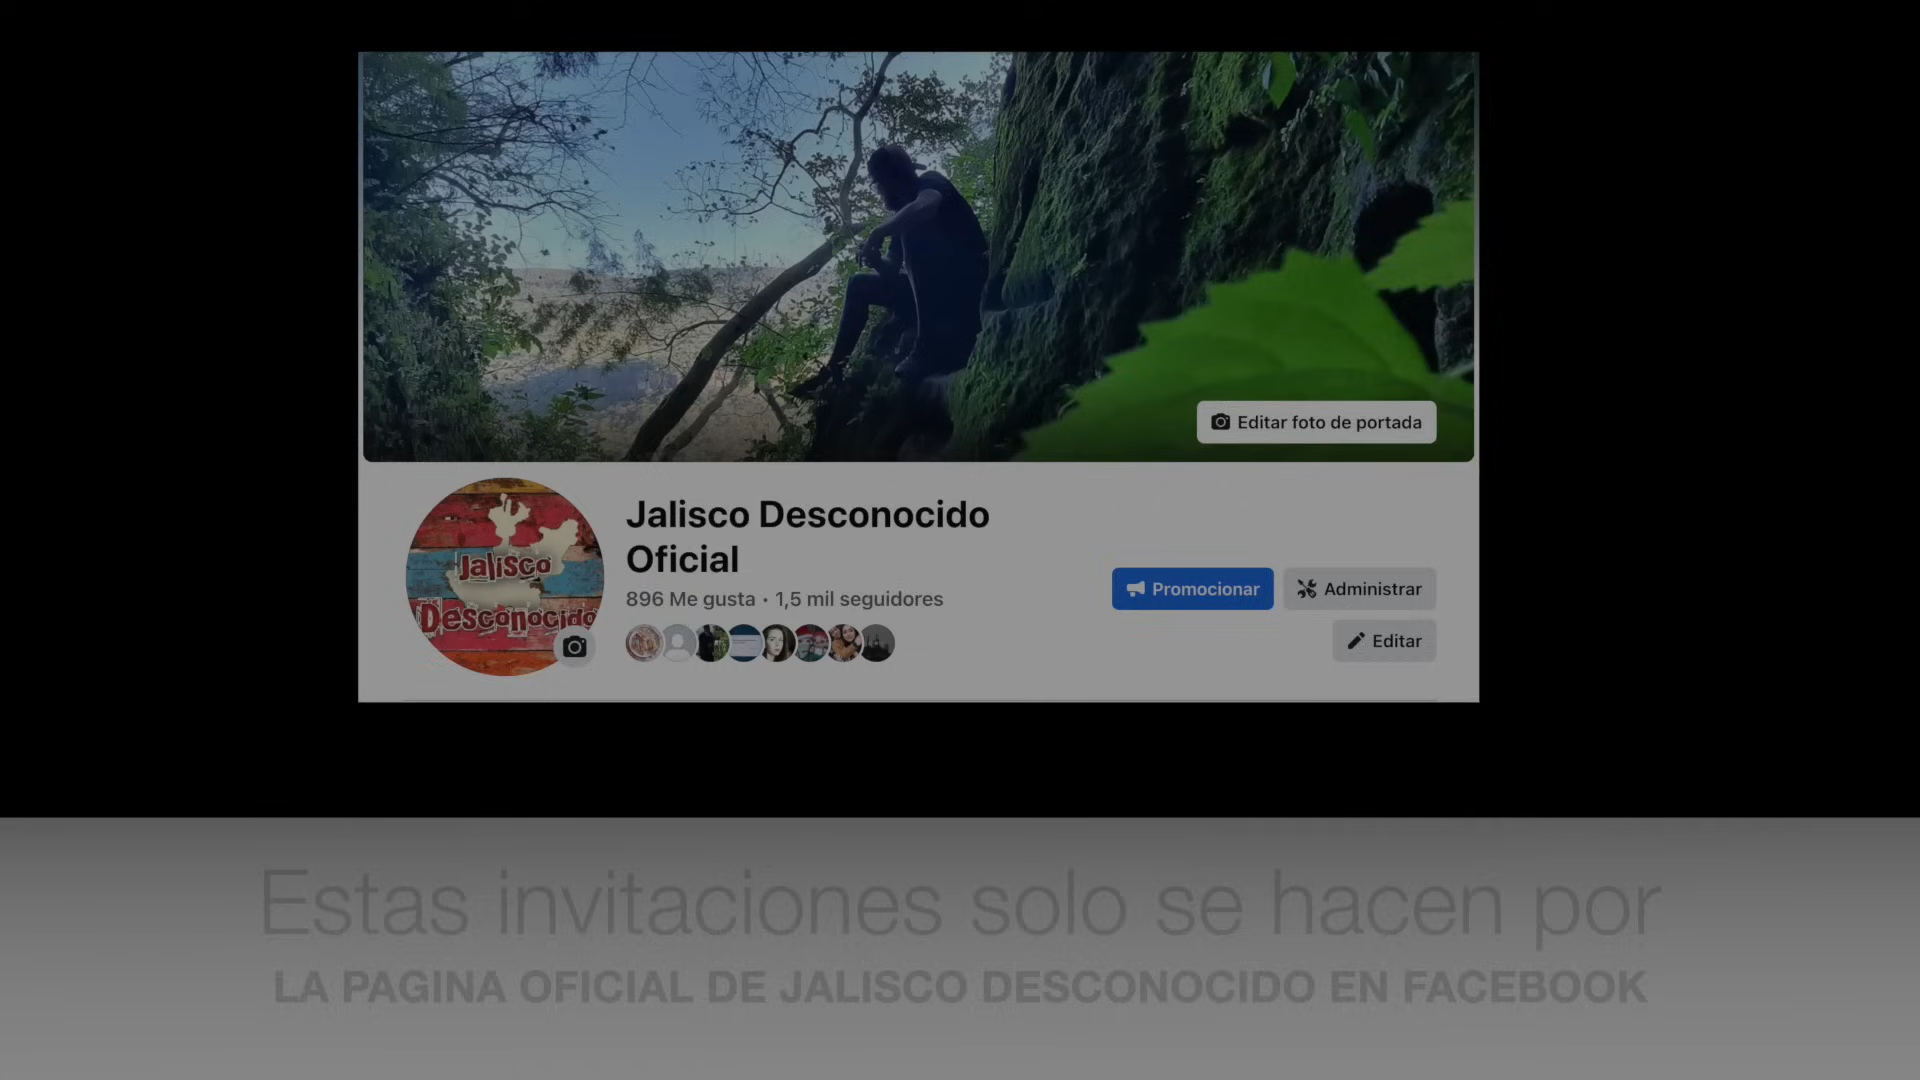 Editar foto de portada
Jalisco
Desconocido
Jalisco Desconocido
Oficial
896 Me gusta · 1,5 mil seguidores
Promocionar
Administrar
Editar
Estas invitaciones solo se hacen por
LA PAGINA OFICIAL DE JALISCO DESCONOCIDO EN FACEBOOK